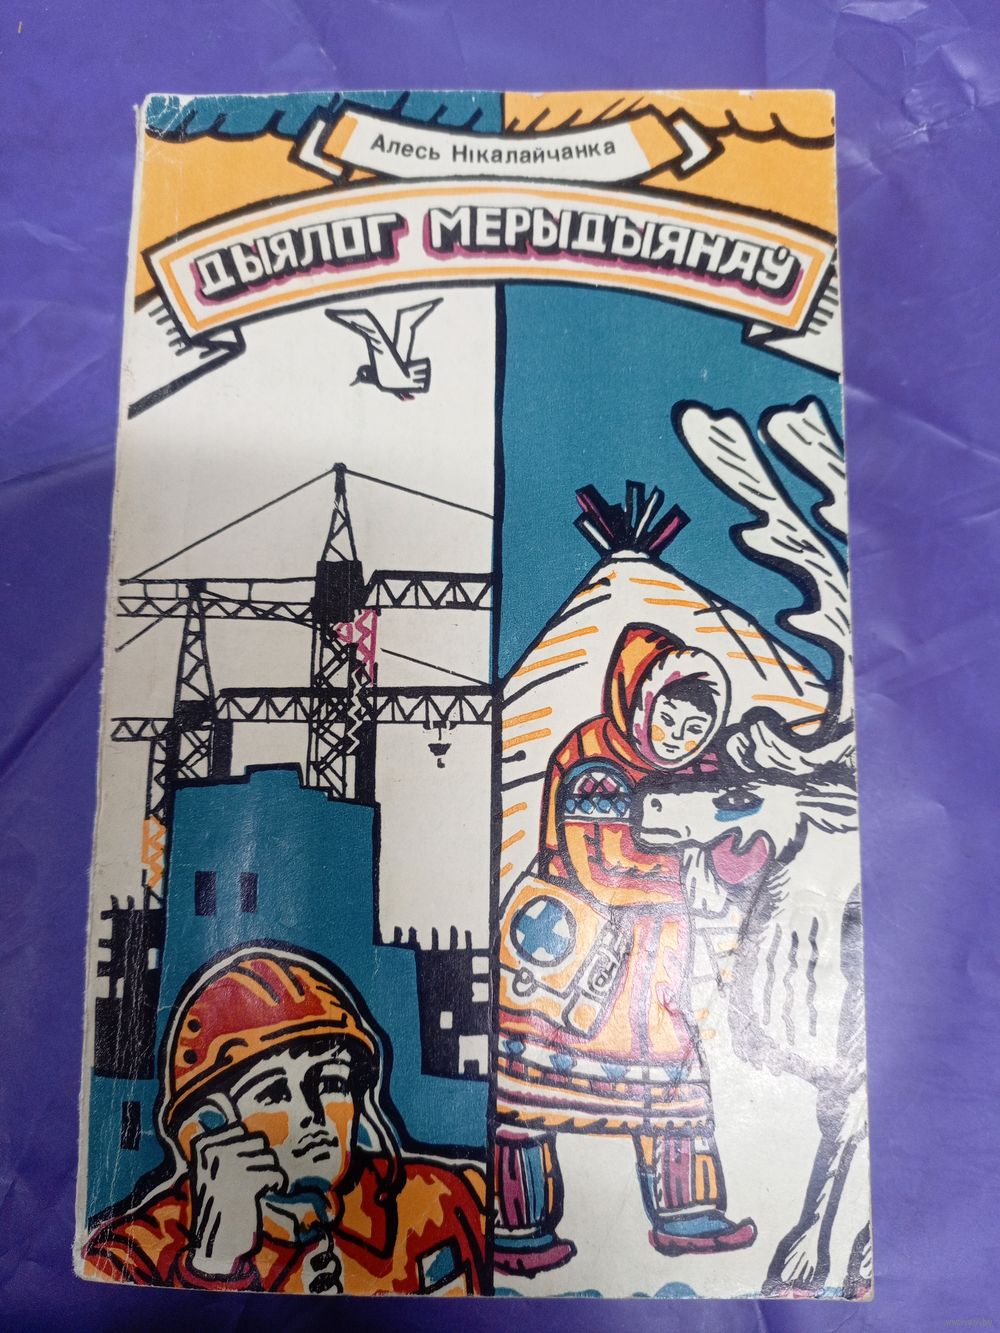 Алесь Нікалайчанка
ДЫЯЛОГ МЕРЫДЫЯНАЎ